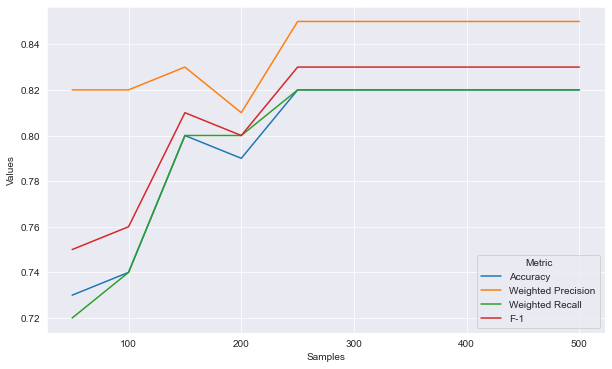 0.84
0.82
0.80
0.78
0.76
0.74
0.72
Values
100
200
300
400
500
Samples
Metric
Accuracy
Weighted Precision
Weighted Recall
F-1